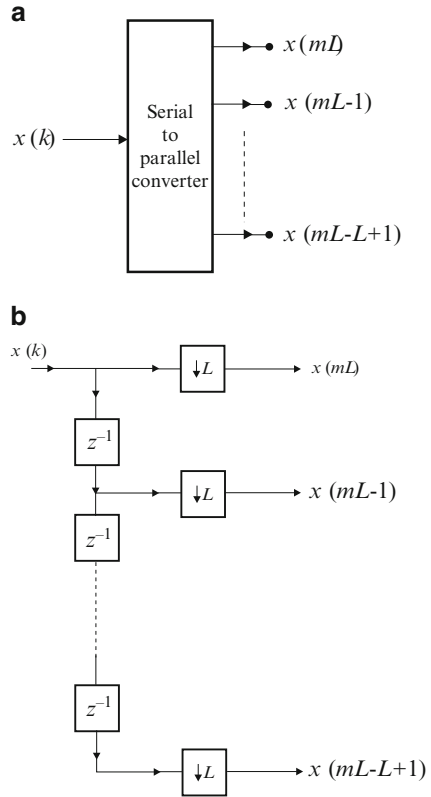 a
x(mL)
Serial
to
parallel
converter
x (mL-1)
x(k)
x (mL-L+1)
b
x (k)
↓L
x (mL)
z⁻¹
↓L
x (mL-1)
z⁻¹
z⁻¹
↓L
x (mL-L+1)